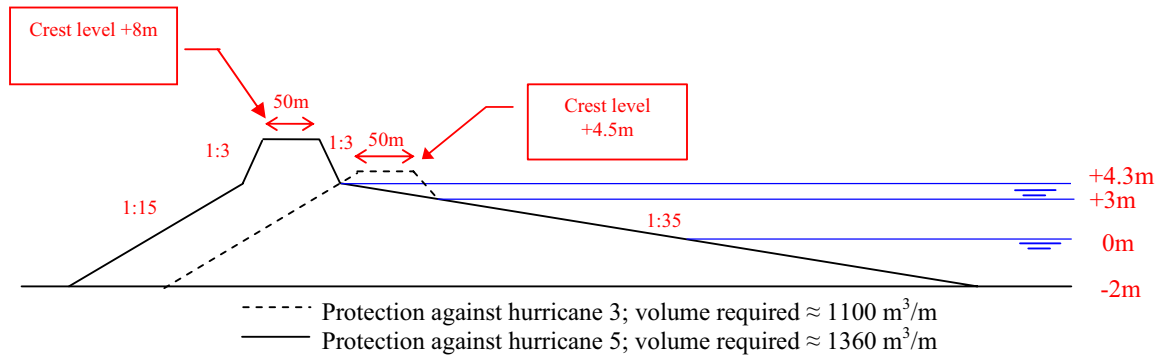 Crest level +8m
50m
Crest level
+4.5m
1:3
1:3
50m
+4.3m
+3m
1:15
1:35
0m
-2m
Protection against hurricane 3; volume required ≈ 1100 m³/m
Protection against hurricane 5; volume required ≈ 1360 m³/m